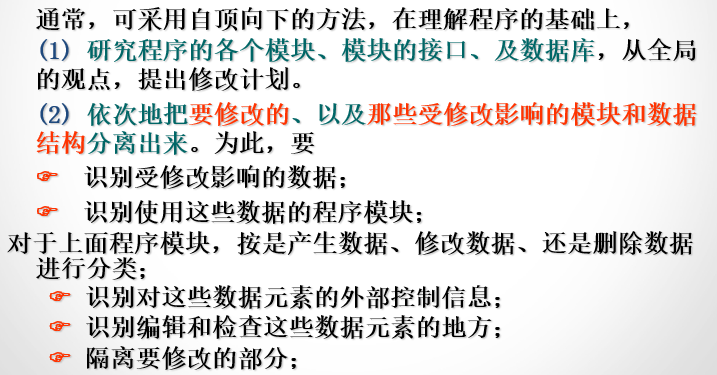 通常，可采用自顶向下的方法，在理解程序的基础上，
(1) 研究程序的各个模块、模块的接口、及数据库，从全局
的观点，提出修改计划。
(2) 依次地把要修改的、以及那些受修改影响的模块和数据
结构分离出来。为此，要
☞ 识别受修改影响的数据；
☞ 识别使用这些数据的程序模块；
对于上面程序模块，按是产生数据、修改数据、还是删除数据
进行分类；
☞ 识别对这些数据元素的外部控制信息；
☞ 识别编辑和检查这些数据元素的地方；
☞ 隔离要修改的部分；